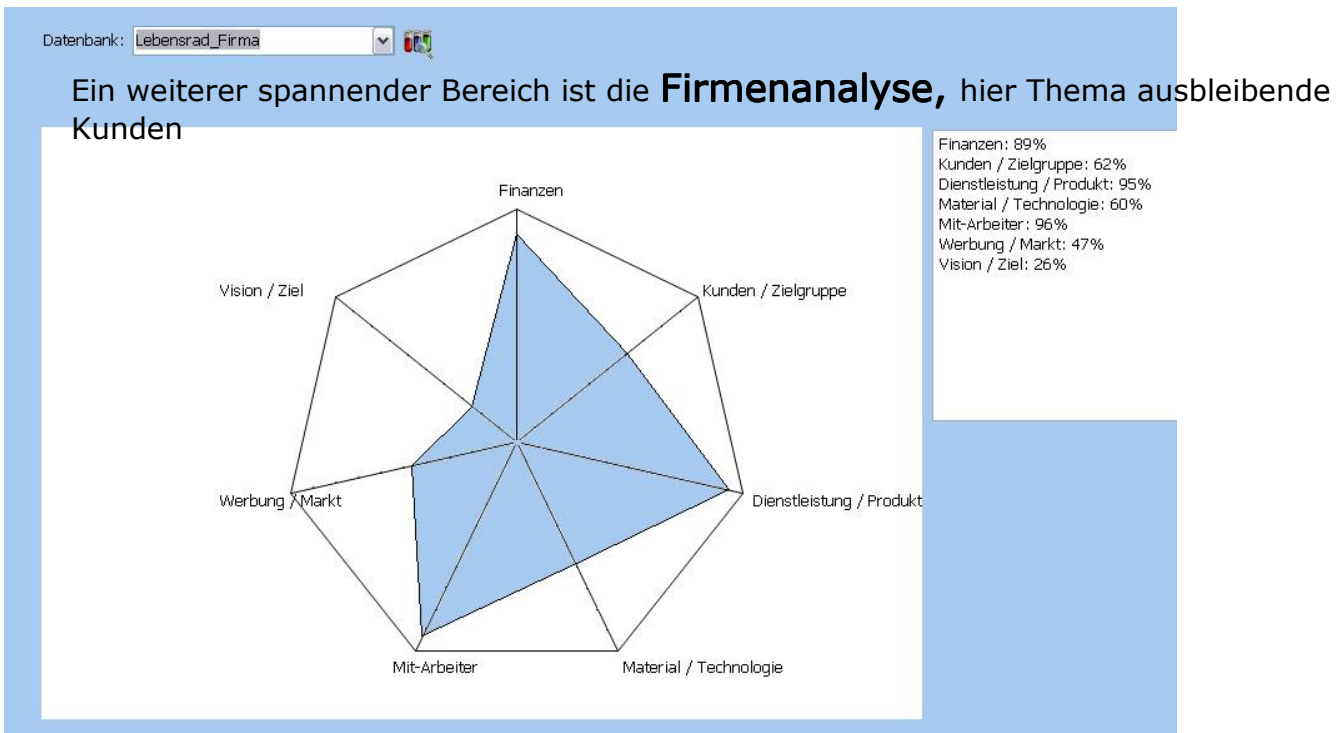 Datenbank: Lebensrad_Firma
Ein weiterer spannender Bereich ist die Firmenanalyse, hier Thema ausbleibende
Kunden
Finanzen: 89%
Kunden / Zielgruppe: 62%
Dienstleistung / Produkt: 95%
Material / Technologie: 60%
Mit-Arbeiter: 96%
Werbung / Markt: 47%
Vision / Ziel: 26%
Finanzen
Vision / Ziel
Kunden / Zielgruppe
Werbung / Markt
Dienstleistung / Produkt
Mit-Arbeiter
Material / Technologie